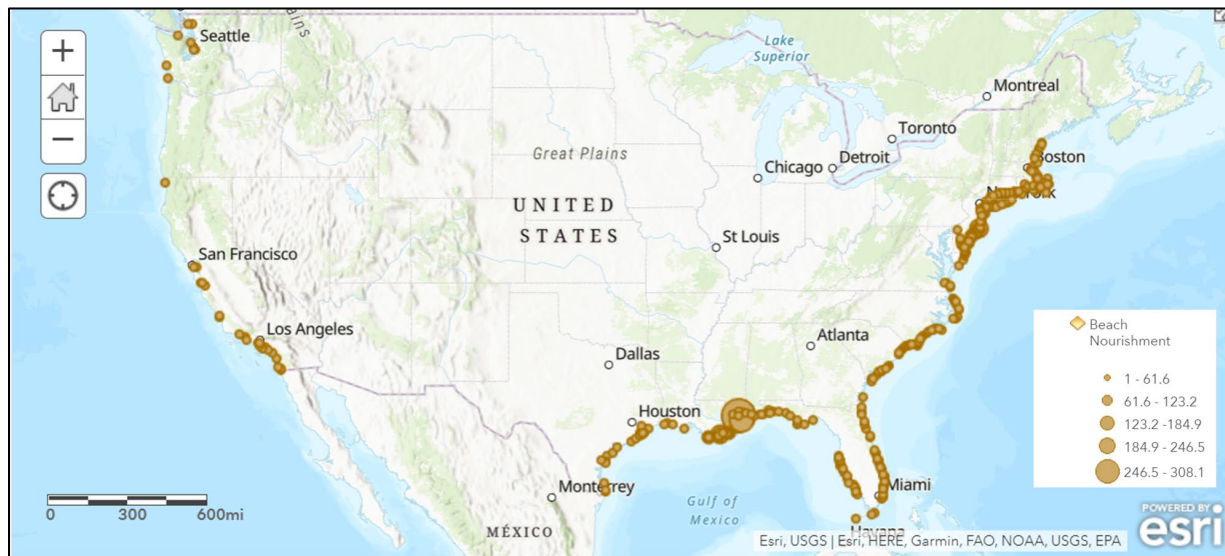 +
−
Seattle
Lake
Superior
Montreal
Toronto
Great Plains
Chicago
Detroit
Boston
UNITED
STATES
St Louis
San Francisco
Los Angeles
Atlanta
Dallas
Houston
Monterrey
Miami
Gulf of
Mexico
MÉXICO
Havana
Beach
Nourishment
1 - 61.6
61.6 - 123.2
123.2 -184.9
184.9 - 246.5
246.5 - 308.1
0 300 600mi
Esri, USGS | Esri, HERE, Garmin, FAO, NOAA, USGS, EPA
POWERED BY
esri